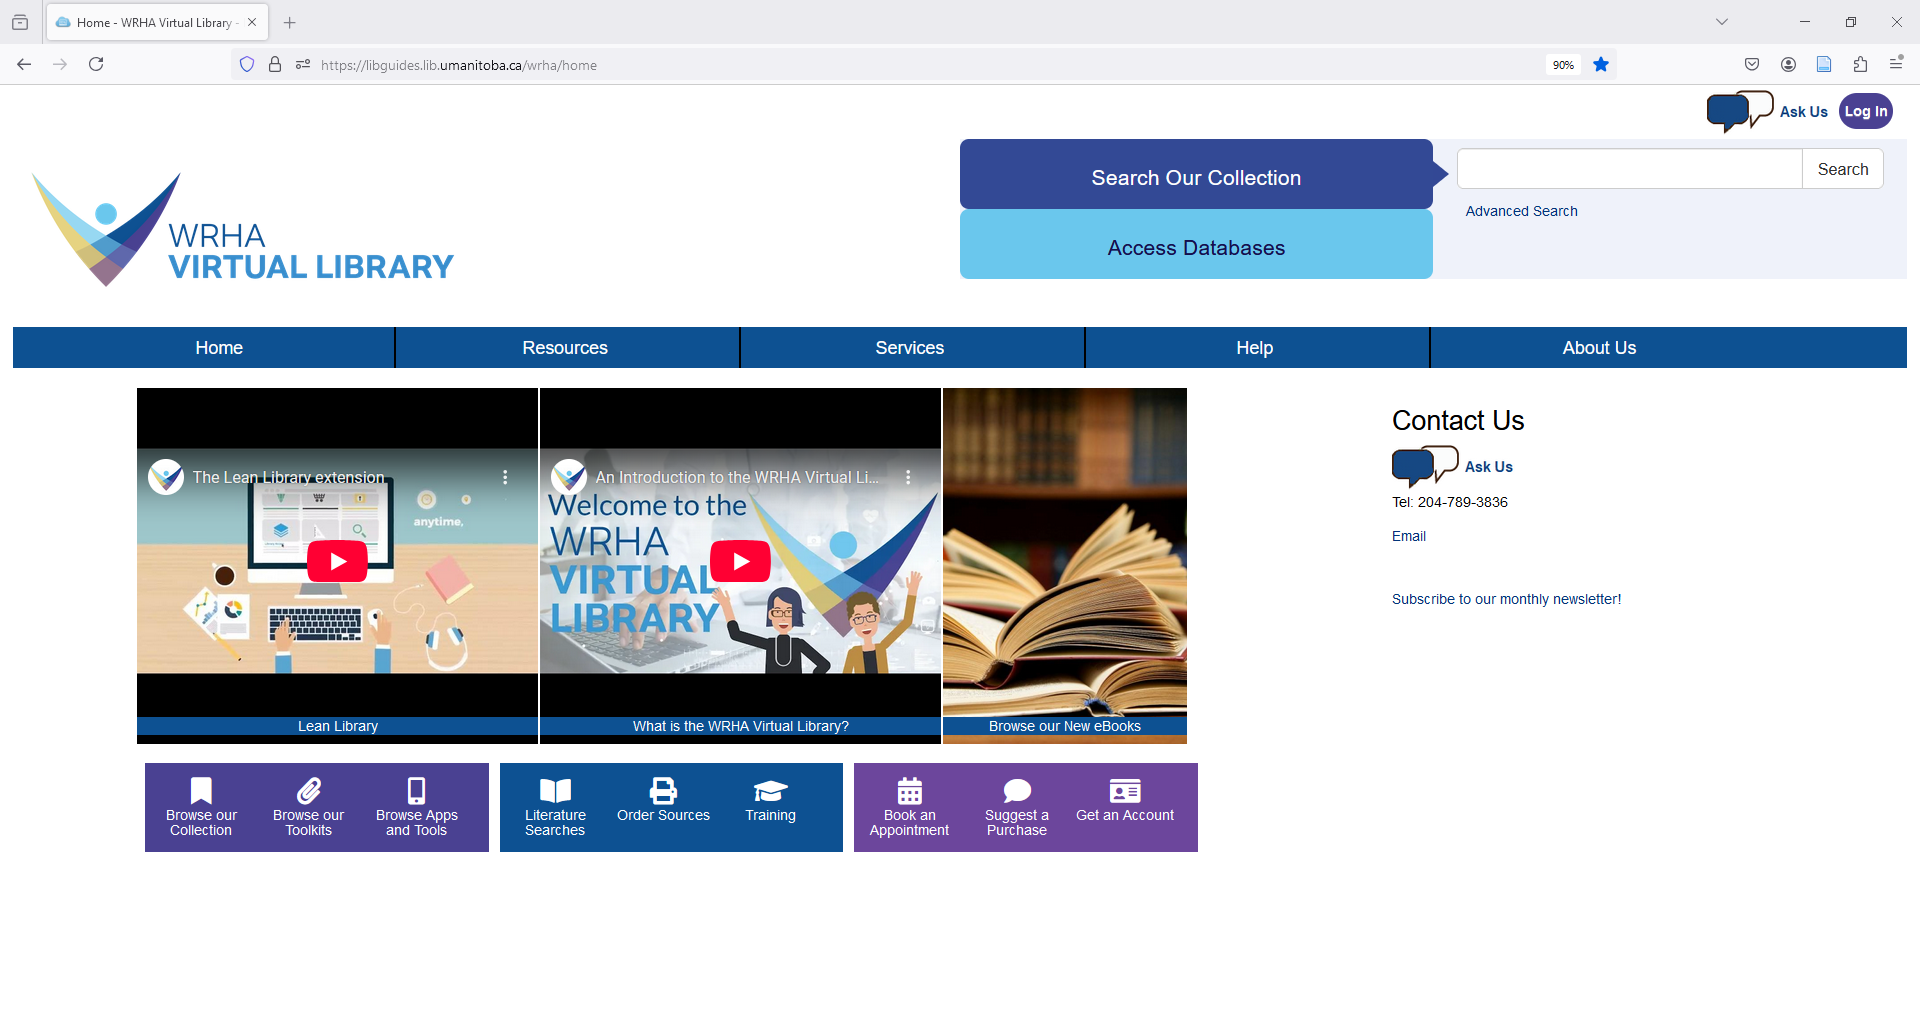 Home - WRHA Virtual Library -
https://libguides.lib.umanitoba.ca/wrha/home
90%
Ask Us
Log In
WRHA
VIRTUAL LIBRARY
Search Our Collection
Access Databases
Search
Advanced Search
Home
Resources
Services
Help
About Us
The Lean Library extension
anytime,
Lean Library
An Introduction to the WRHA Virtual Li...
Welcome to the
WRHA
VIRTUAL
LIBRARY
What is the WRHA Virtual Library?
Browse our New eBooks
Contact Us
Ask Us
Tel: 204-789-3836
Email
Subscribe to our monthly newsletter!
Browse our
Collection
Browse our
Toolkits
Browse Apps
and Tools
Literature
Searches
Order Sources
Training
Book an
Appointment
Suggest a
Purchase
Get an Account